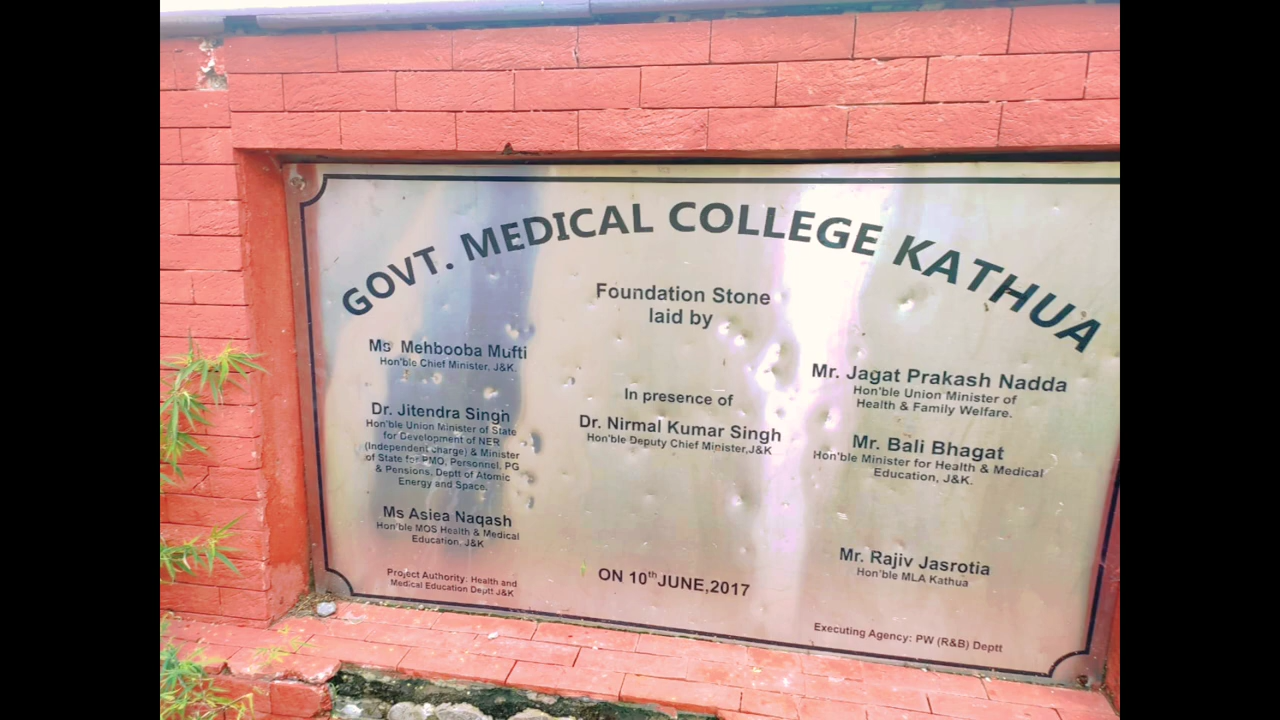 GOVT. MEDICAL COLLEGE KATHUA
Foundation Stone
laid by
Ms Mehbooba Mufti
Hon'ble Chief Minister, J&K.
Dr. Jitendra Singh
Hon'ble Union Minister of State
for Development of NER
(Independent charge) & Minister
of State for PMO, Personnel, PG
& Pensions, Deptt of Atomic
Energy and Space.
Ms Asiea Naqash
Hon'ble MOS Health & Medical
Education, J&K
Project Authority: Health and
Medical Education Deptt J&K
In presence of
Dr. Nirmal Kumar Singh
Hon'ble Deputy Chief Minister,J&K
ON 10th JUNE,2017
Mr. Jagat Prakash Nadda
Hon'ble Union Minister of
Health & Family Welfare.
Mr. Bali Bhagat
Hon'ble Minister for Health & Medical
Education, J&K.
Mr. Rajiv Jasrotia
Hon'ble MLA Kathua
Executing Agency: PW (R&B) Deptt